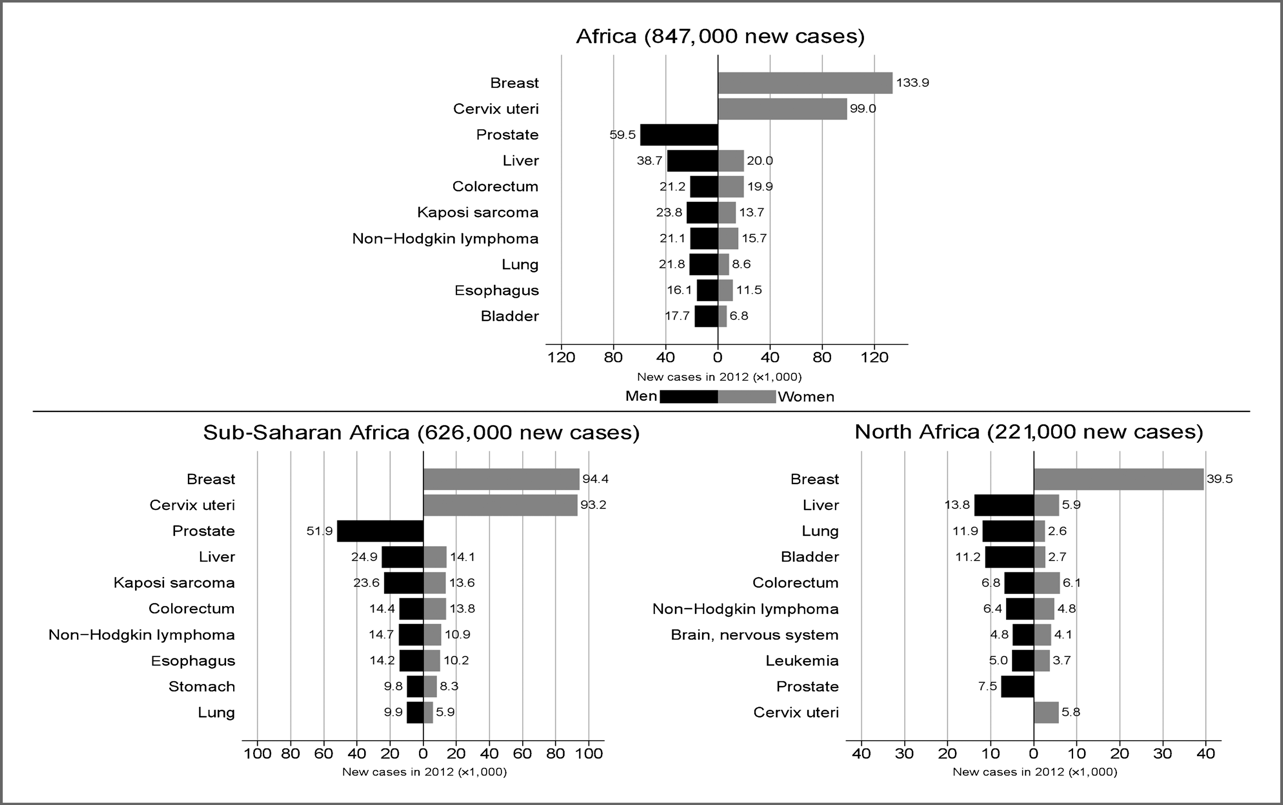 Africa (847,000 new cases)
Breast 133.9
Cervix uteri 99.0
Prostate 59.5
Liver 38.7 20.0
Colorectum 21.2 19.9
Kaposi sarcoma 23.8 13.7
Non−Hodgkin lymphoma 21.1 15.7
Lung 21.8 8.6
Esophagus 16.1 11.5
Bladder 17.7 6.8
120 80 40 0 40 80 120
New cases in 2012 (×1,000)
Men Women
Sub-Saharan Africa (626,000 new cases)
Breast 94.4
Cervix uteri 93.2
Prostate 51.9
Liver 24.9 14.1
Kaposi sarcoma 23.6 13.6
Colorectum 14.4 13.8
Non−Hodgkin lymphoma 14.7 10.9
Esophagus 14.2 10.2
Stomach 9.8 8.3
Lung 9.9 5.9
100 80 60 40 20 0 20 40 60 80 100
New cases in 2012 (×1,000)
North Africa (221,000 new cases)
Breast 39.5
Liver 13.8 5.9
Lung 11.9 2.6
Bladder 11.2 2.7
Colorectum 6.8 6.1
Non−Hodgkin lymphoma 6.4 4.8
Brain, nervous system 4.8 4.1
Leukemia 5.0 3.7
Prostate 7.5
Cervix uteri 5.8
40 30 20 10 0 10 20 30 40
New cases in 2012 (×1,000)